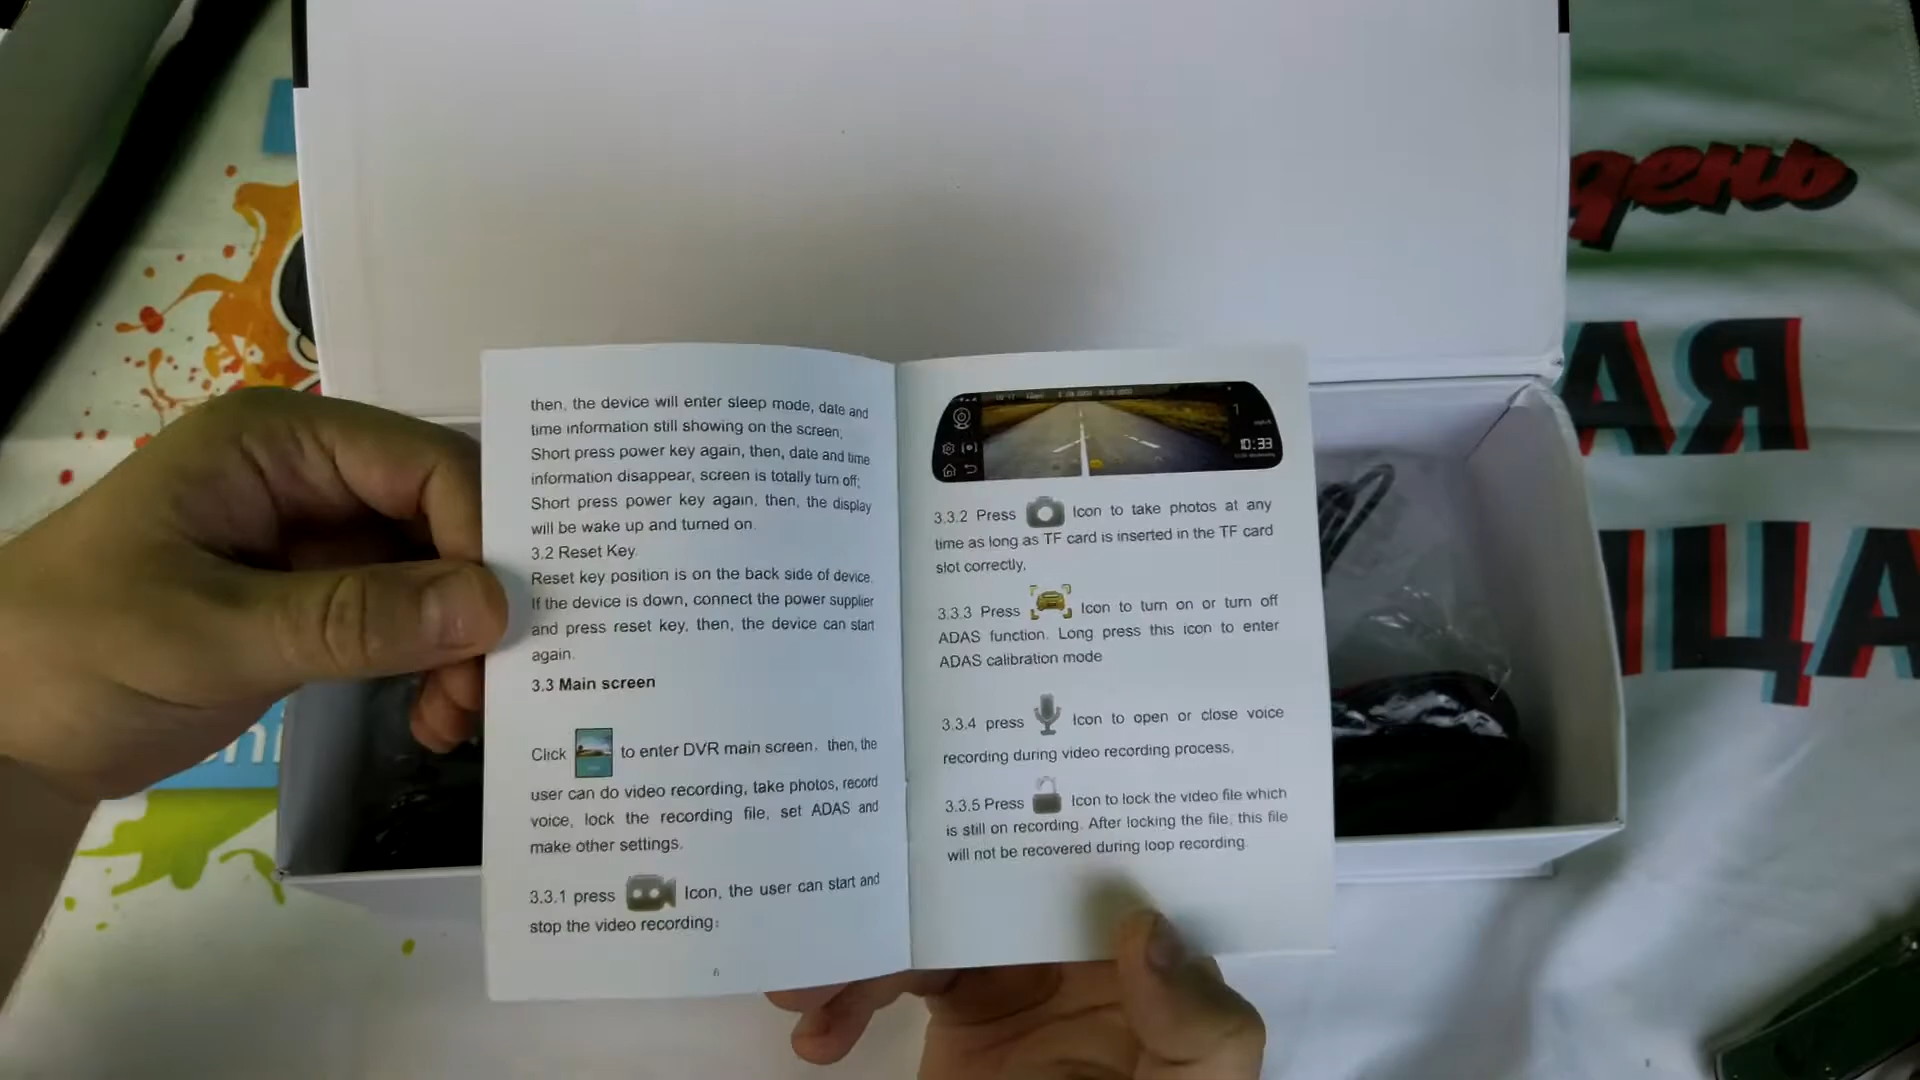 then, the device will enter sleep mode, date and
time information still showing on the screen;
Short press power key again, then, date and time
information disappear, screen is totally turn off;
Short press power key again, then, the display
will be wake up and turned on.
3.2 Reset Key.
Reset key position is on the back side of device.
If the device is down, connect the power supplier
and press reset key, then, the device can start
again.
3.3 Main screen
Click to enter DVR main screen, then, the
user can do video recording, take photos, record
voice, lock the recording file, set ADAS and
make other settings.
3.3.1 press Icon, the user can start and
stop the video recording;
6
10:33
3.3.2 Press Icon to take photos at any
time as long as TF card is inserted in the TF card
slot correctly,
3.3.3 Press Icon to turn on or turn off
ADAS function. Long press this icon to enter
ADAS calibration mode
3.3.4 press Icon to open or close voice
recording during video recording process,
3.3.5 Press Icon to lock the video file which
is still on recording. After locking the file, this file
will not be recovered during loop recording.
день